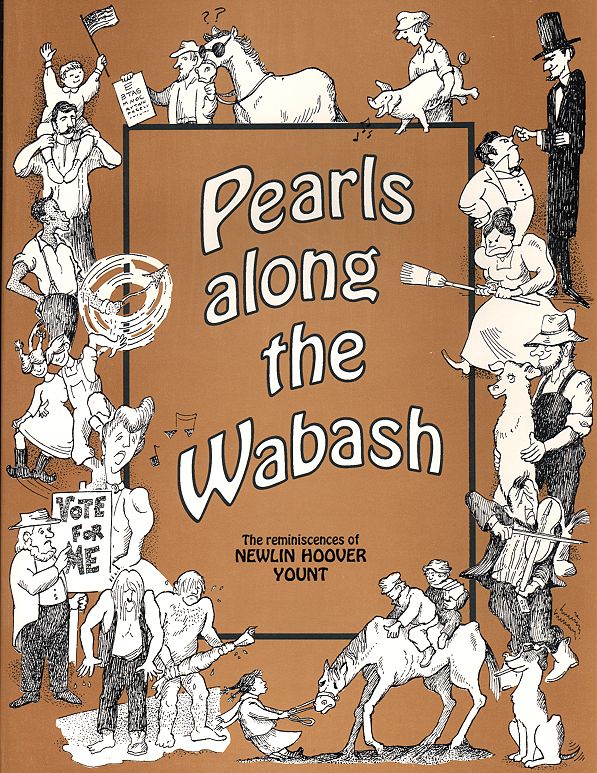 ? ?
Pearls
along
the
Wabash
The reminiscences of
NEWLIN HOOVER
YOUNT
VOTE
FOR
ME